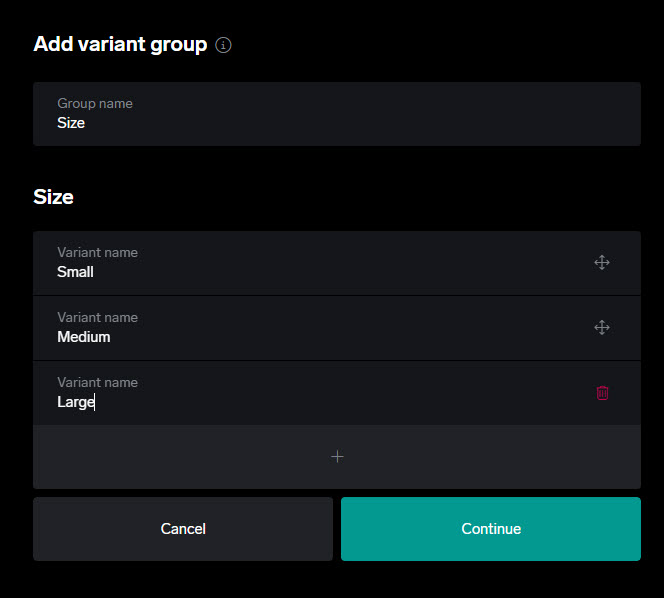 Add variant group
Group name
Size
Size
Variant name
Small
Variant name
Medium
Variant name
Large
Cancel
Continue